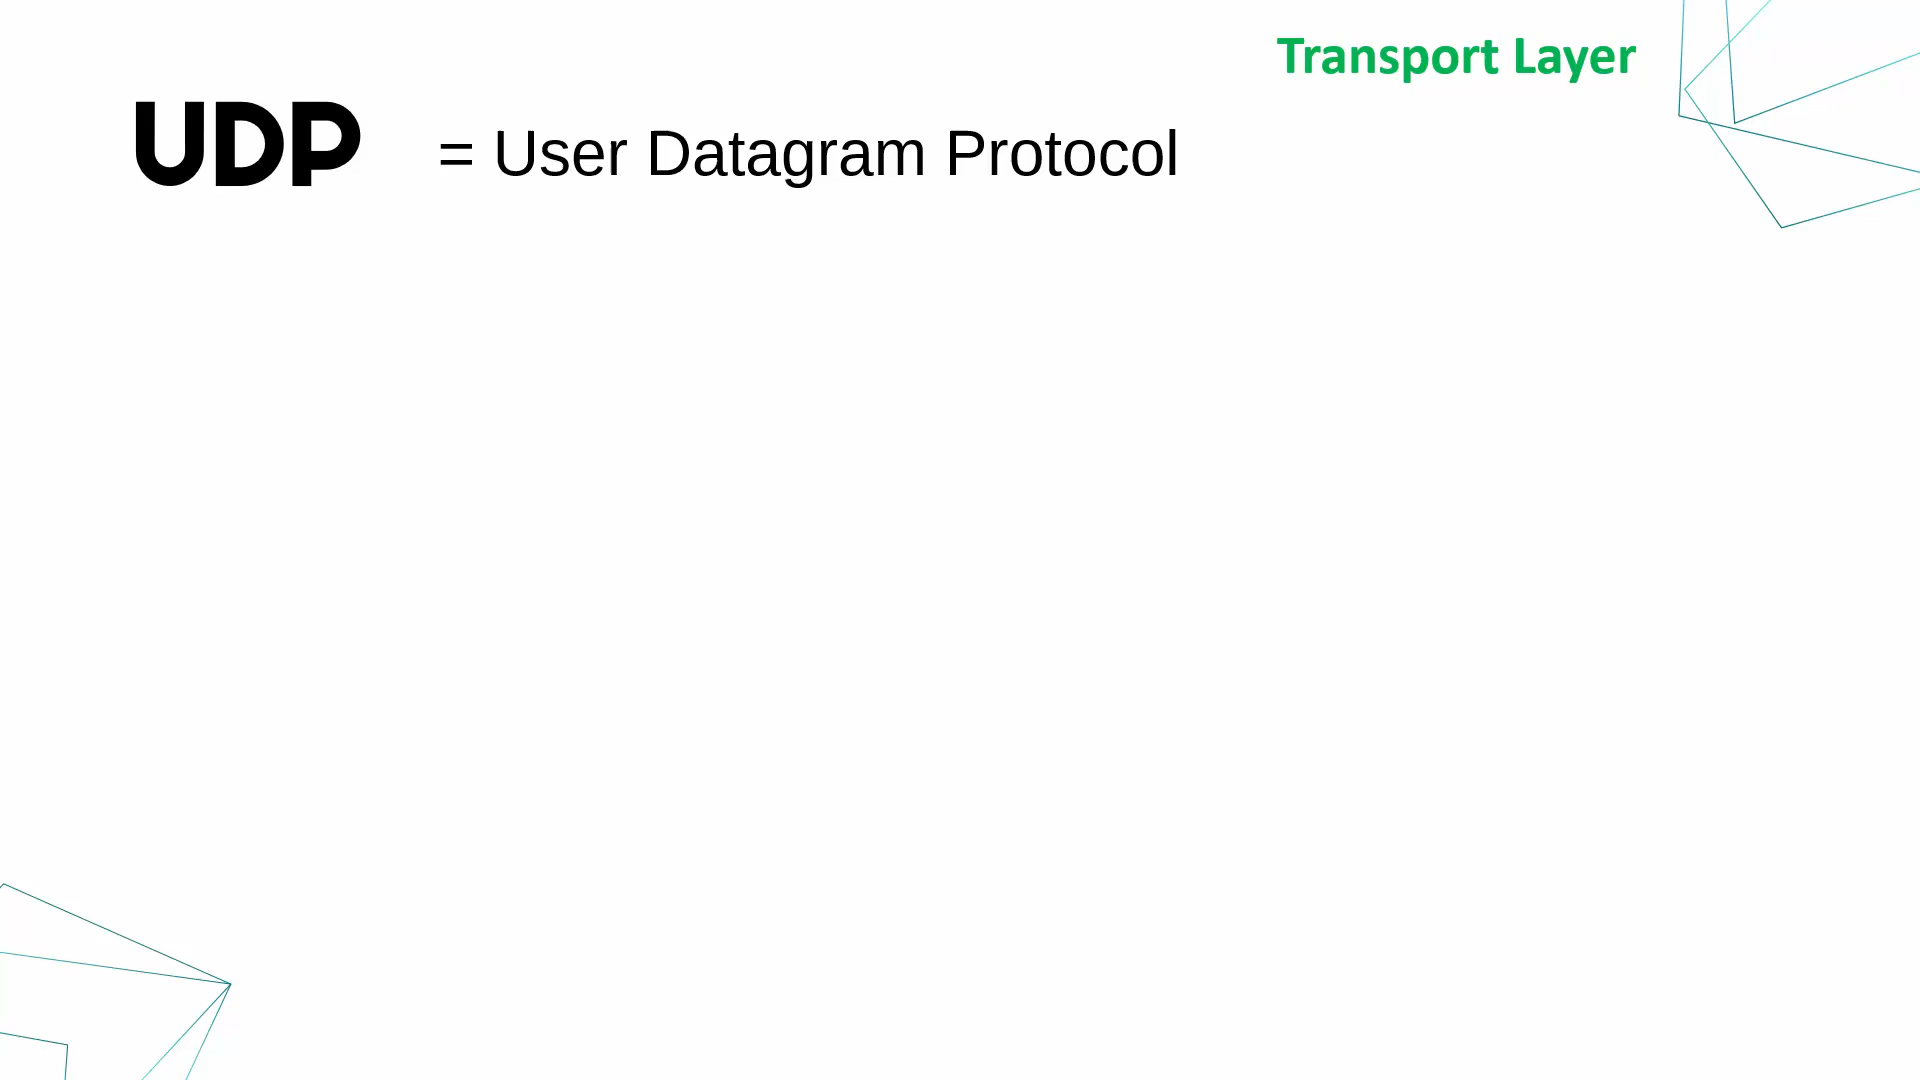 Transport Layer
UDP = User Datagram Protocol